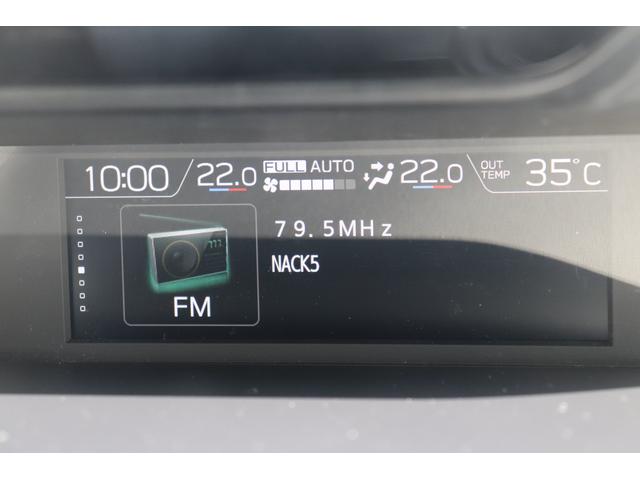 10:00 22.0 FULL AUTO 22.0 OUT TEMP 35°C
79.5MHz
NACK5
FM